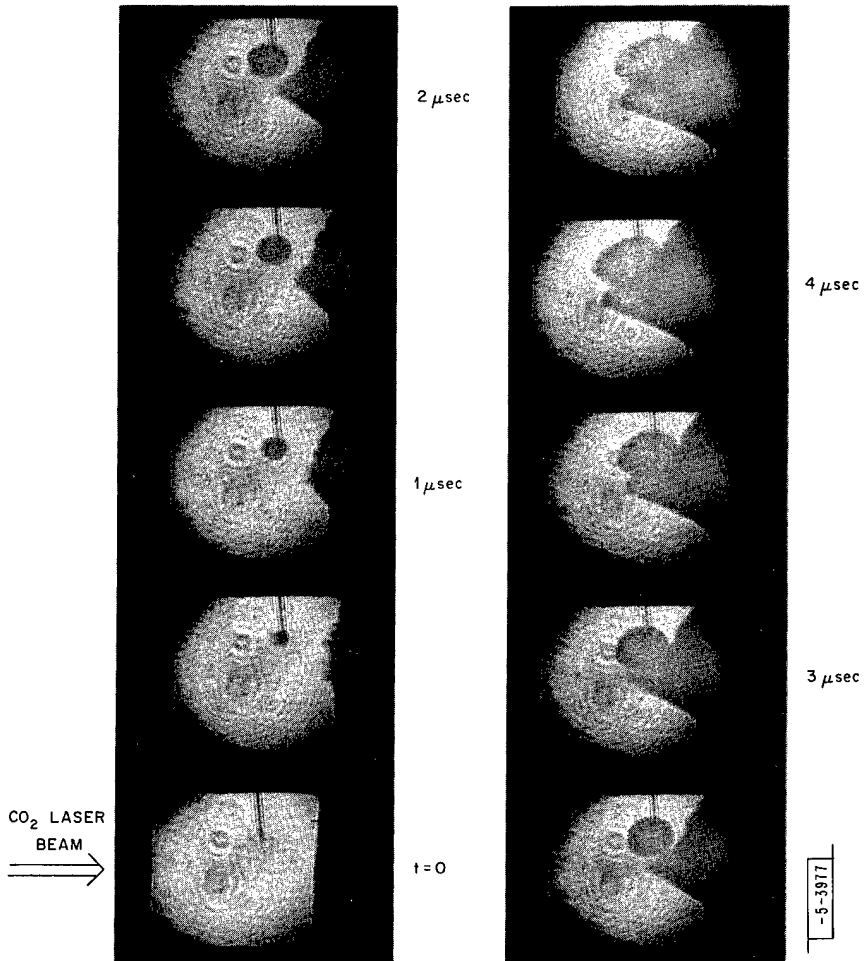 2 μsec
1 μsec
CO₂ LASER
BEAM
t=0
4 μsec
3 μsec
-5-3977